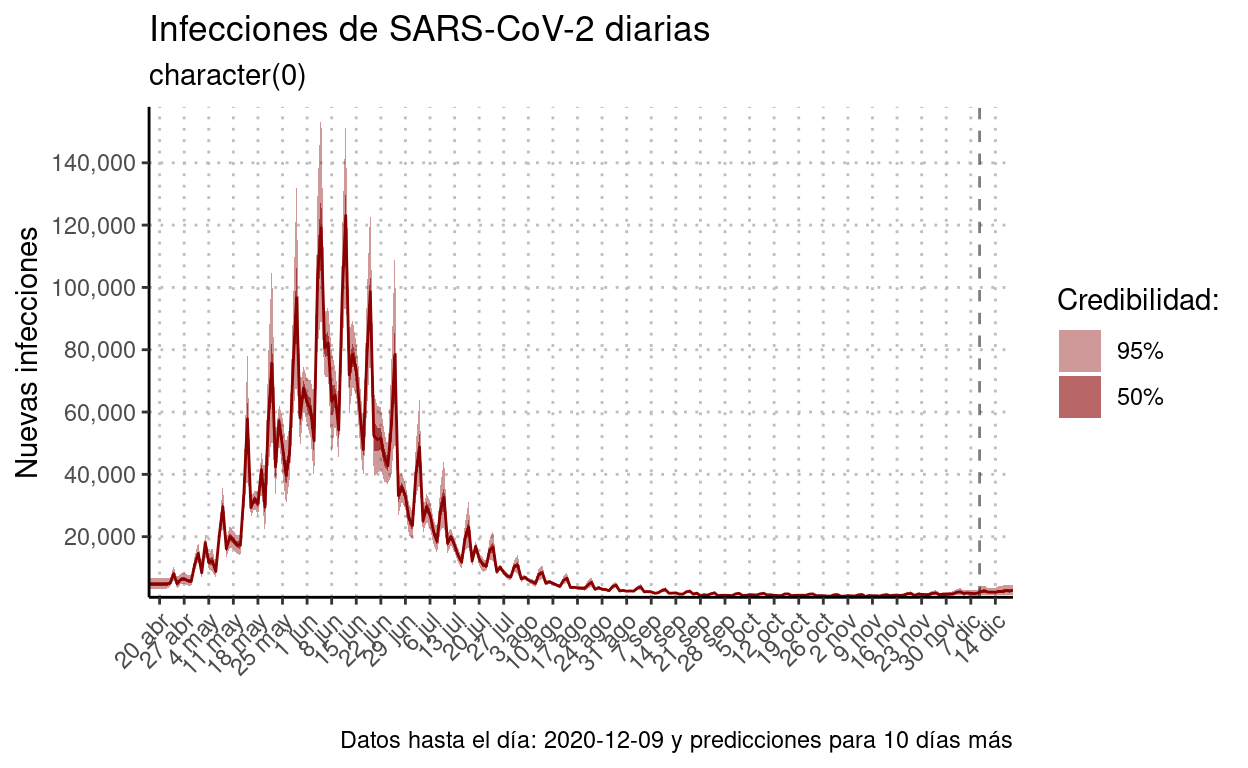 Infecciones de SARS-CoV-2 diarias
character(0)
Nuevas infecciones
140,000
120,000
100,000
80,000
60,000
40,000
20,000
20 abr
27 abr
4 may
11 may
18 may
25 may
1 jun
8 jun
15 jun
22 jun
29 jun
6 jul
13 jul
20 jul
27 jul
3 ago
10 ago
17 ago
24 ago
31 ago
7 sep
14 sep
21 sep
28 sep
5 oct
12 oct
19 oct
26 oct
2 nov
9 nov
16 nov
23 nov
30 nov
7 dic
14 dic
Credibilidad:
95%
50%
Datos hasta el día: 2020-12-09 y predicciones para 10 días más